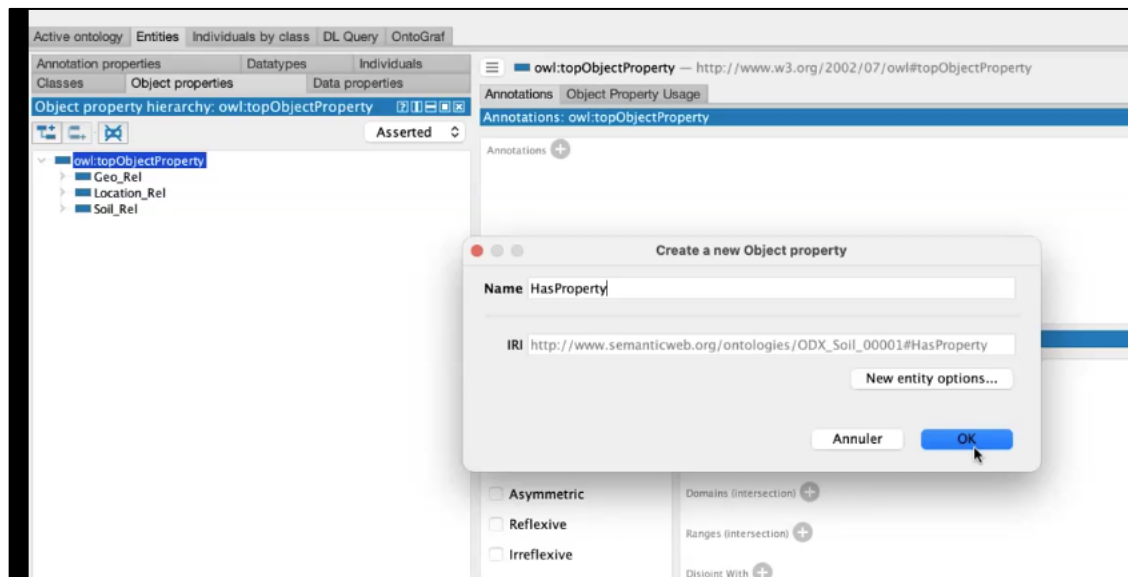 Active ontology Entities Individuals by class DL Query OntoGraf
Annotation properties Datatypes Individuals
Classes Object properties Data properties
Object property hierarchy: owl:topObjectProperty
Asserted
owl:topObjectProperty
Geo_Rel
Location_Rel
Soil_Rel
owl:topObjectProperty — http://www.w3.org/2002/07/owl#topObjectProperty
Annotations Object Property Usage
Annotations: owl:topObjectProperty
Annotations
Create a new Object property
Name HasProperty
IRI http://www.semanticweb.org/ontologies/ODX_Soil_00001#HasProperty
New entity options...
Annuler OK
Asymmetric
Reflexive
Irreflexive
Domains (intersection)
Ranges (intersection)
Disjoint With